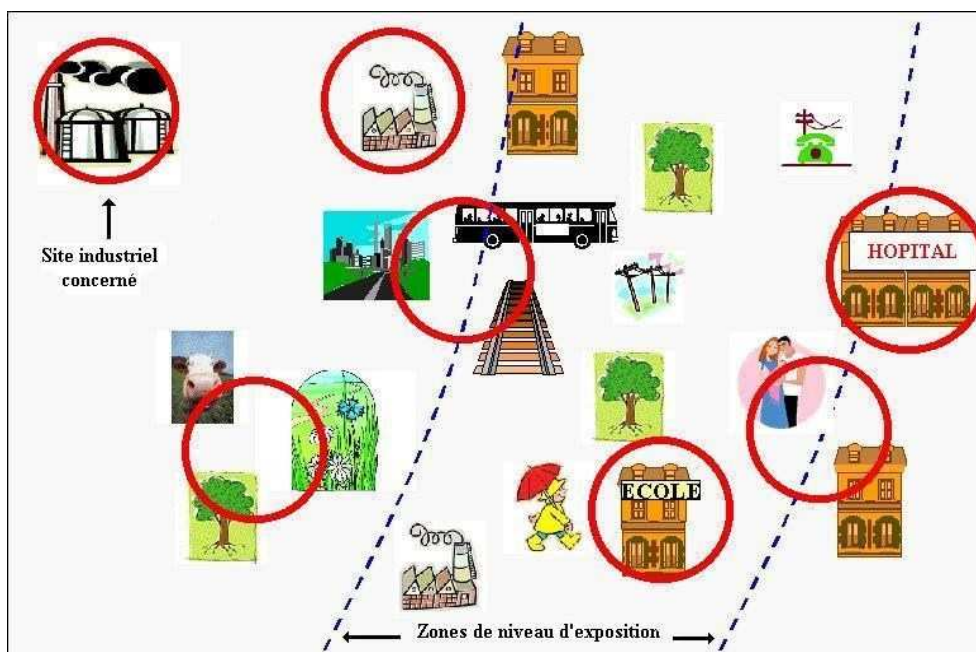 Site industriel
concerné
HOPITAL
ECOLE
Zones de niveau d'exposition